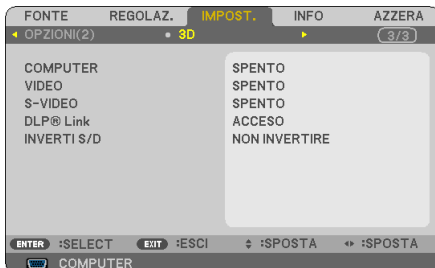 FONTE REGOLAZ. IMPOST. INFO AZZERA
OPZIONI(2) 3D 3/3
COMPUTER SPENTO
VIDEO SPENTO
S-VIDEO SPENTO
DLP® Link ACCESO
INVERTI S/D NON INVERTIRE
ENTER :SELECT EXIT :ESCI :SPOSTA :SPOSTA
COMPUTER